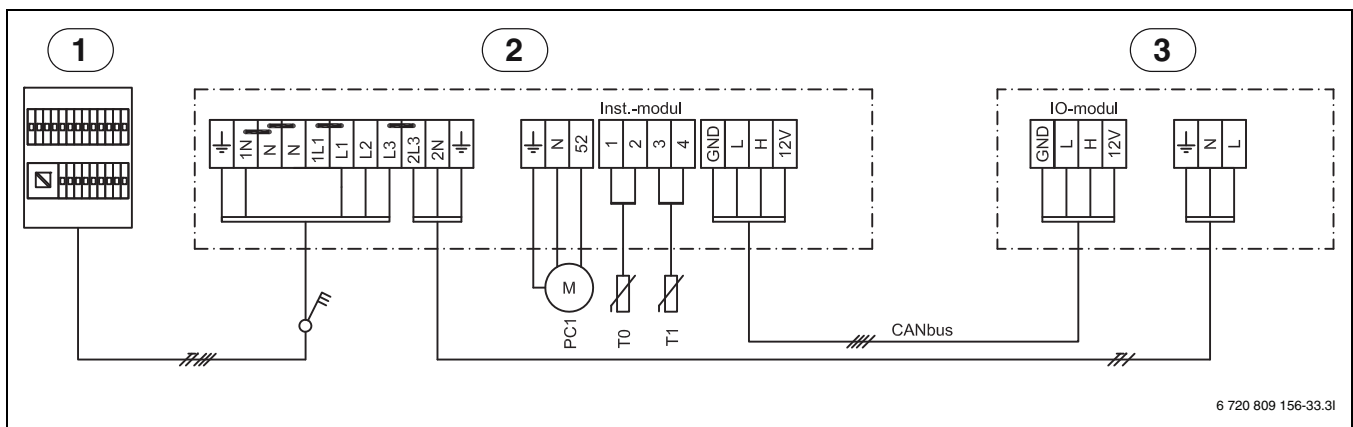 1
2
3
Inst.-modul
IO-modul
1N N N 1L1 L1 L2 L3 2L3 2N
N 52
1 2 3 4
GND L H 12V
GND L H 12V
N L
M
PC1
T0
T1
CANbus
6 720 809 156-33.3I